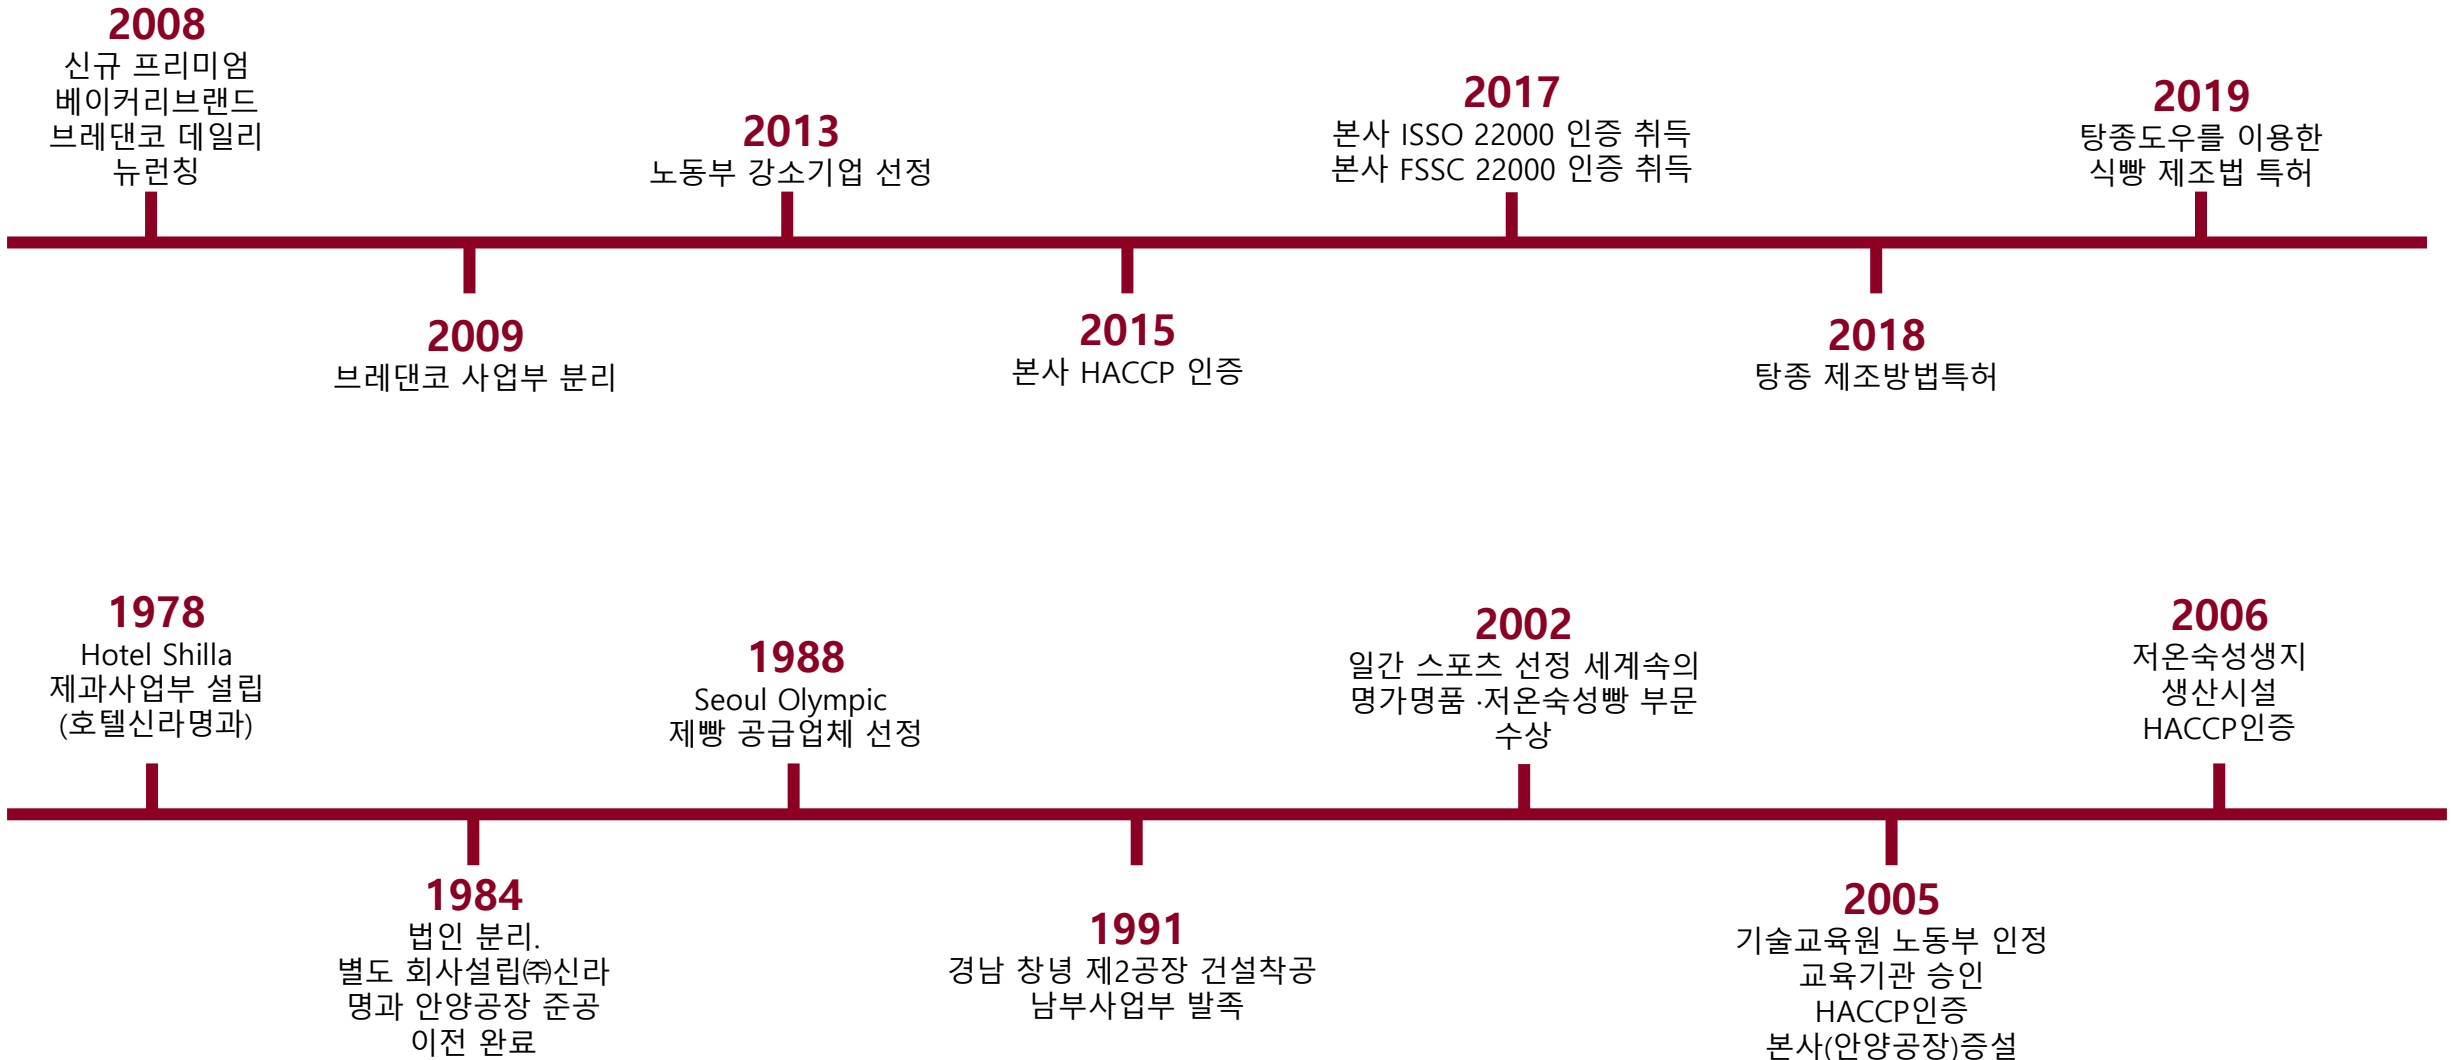 2008
신규 프리미엄
베이커리브랜드
브레댄코 데일리
뉴런칭
2013
노동부 강소기업 선정
2017
본사 ISSO 22000 인증 취득
본사 FSSC 22000 인증 취득
2019
탕종도우를 이용한
식빵 제조법 특허
2009
브레댄코 사업부 분리
2015
본사 HACCP 인증
2018
탕종 제조방법특허
1978
Hotel Shilla
제과사업부 설립
(호텔신라명과)
1988
Seoul Olympic
제빵 공급업체 선정
2002
일간 스포츠 선정 세계속의
명가명품 ·저온숙성빵 부문
수상
2006
저온숙성생지
생산시설
HACCP인증
1984
법인 분리.
별도 회사설립㈜신라
명과 안양공장 준공
이전 완료
1991
경남 창녕 제2공장 건설착공
남부사업부 발족
2005
기술교육원 노동부 인정
교육기관 승인
HACCP인증
본사(안양공장)증설